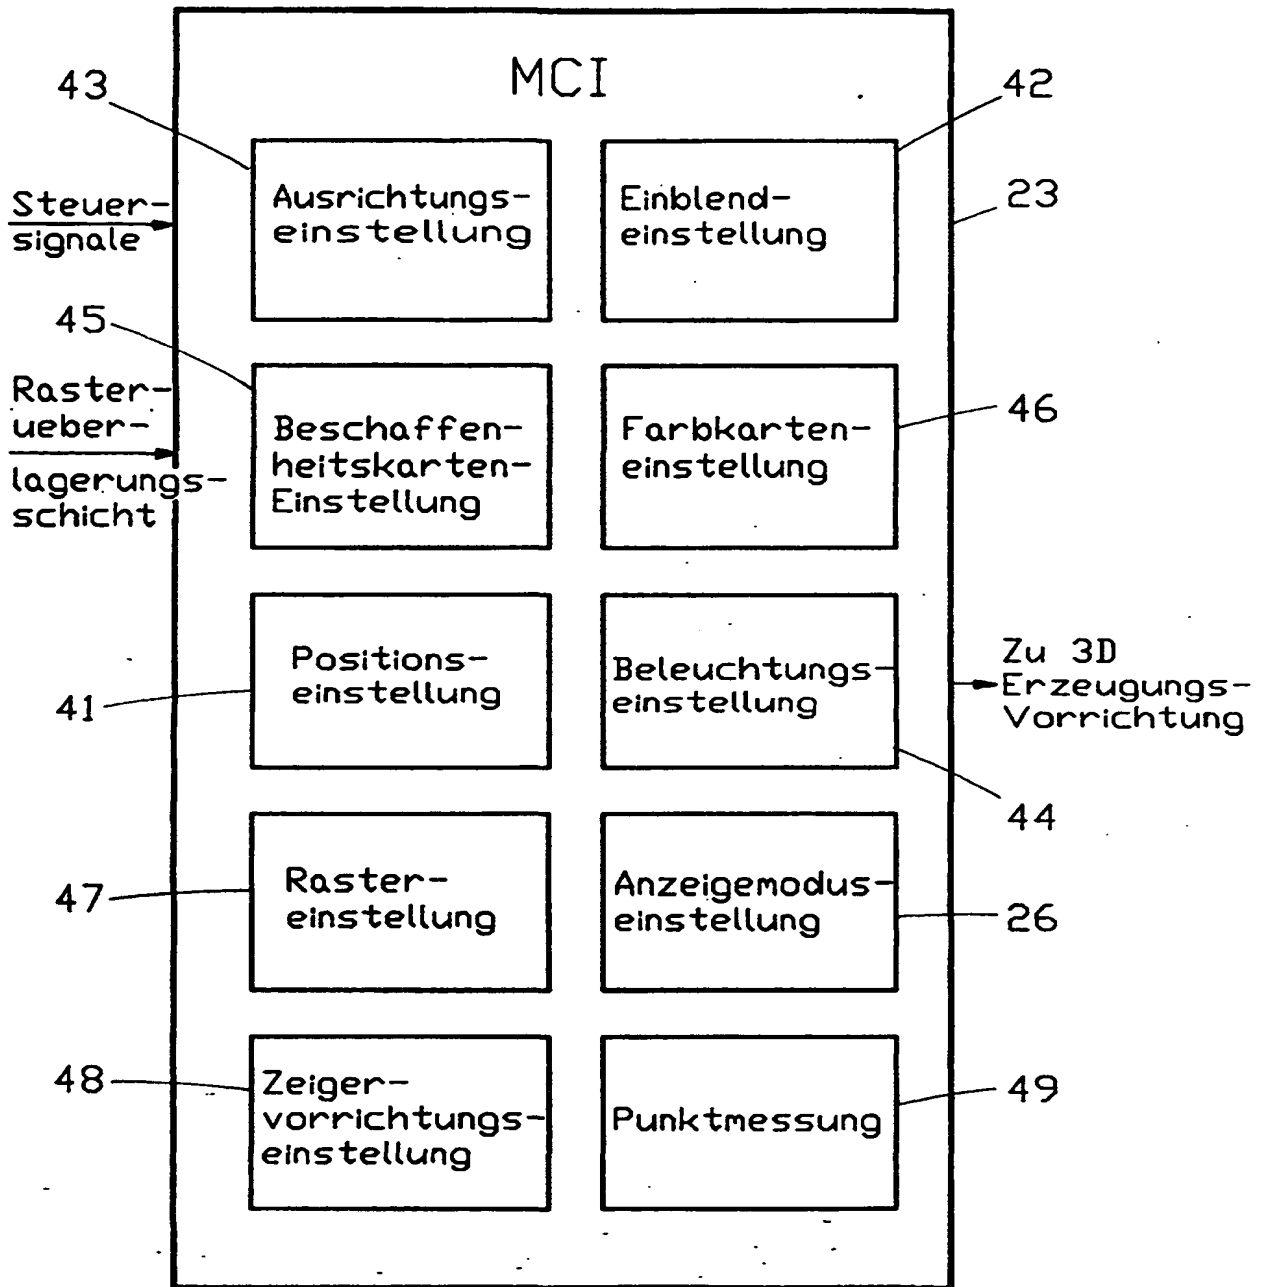 MCI
43
42
Steuer-
signale
Ausrichtungs-
einstellung
Einblend-
einstellung
23
45
Raster-
ueber-
lagerungs-
schicht
Beschaffen-
heitskarten-
Einstellung
Farbkarten-
einstellung
46
41
Positions-
einstellung
Beleuchtungs-
einstellung
Zu 3D
Erzeugungs-
Vorrichtung
44
47
Raster-
einstellung
Anzeigemodus-
einstellung
26
48
Zeiger-
vorrichtungs-
einstellung
Punktmessung
49